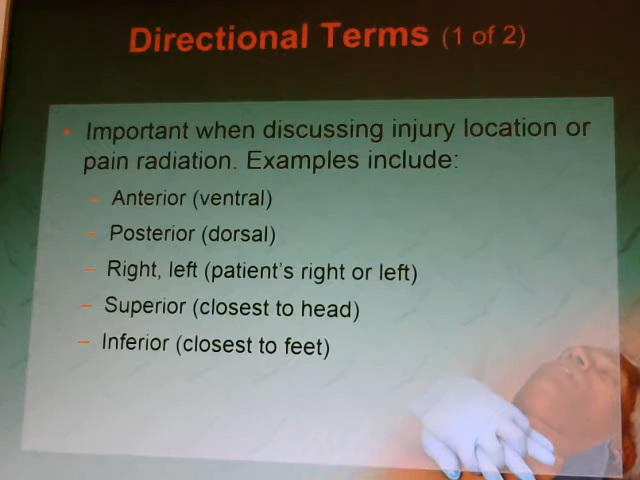 Directional Terms (1 of 2)
• Important when discussing injury location or
pain radiation. Examples include:
– Anterior (ventral)
– Posterior (dorsal)
– Right, left (patient's right or left)
– Superior (closest to head)
– Inferior (closest to feet)